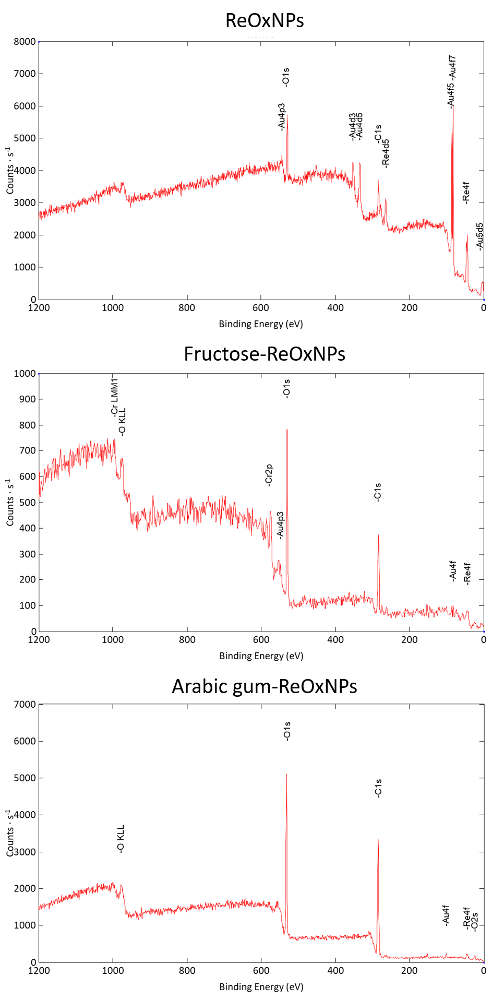 ReOxNPs
8000
7000
6000
5000
4000
3000
2000
1000
0
Counts · s⁻¹
-O1s
-Au4p3
-Au4d3
-Au4d5
-C1s
-Re4d5
-Au4f5
-Au4f7
-Re4f
-Au5d5
1200 1000 800 600 400 200 0
Binding Energy (eV)
Fructose-ReOxNPs
1000
900
800
700
600
500
400
300
200
100
0
Counts · s⁻¹
-Cr LMM1
-O KLL
-Cr2p
-Au4p3
-O1s
-C1s
-Au4f
-Re4f
1200 1000 800 600 400 200 0
Binding Energy (eV)
Arabic gum-ReOxNPs
7000
6000
5000
4000
3000
2000
1000
0
Counts · s⁻¹
-O KLL
-O1s
-C1s
-Au4f
-Re4f
-O2s
1200 1000 800 600 400 200 0
Binding Energy (eV)